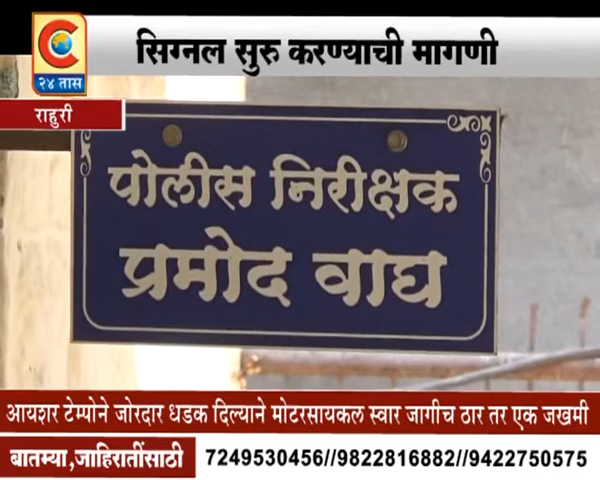 सिग्नल सुरु करण्याची मागणी
C
२४ तास
राहुरी
पोलीस निरीक्षक
प्रमोद वाघ
आयशर टेम्पोने जोरदार धडक दिल्याने मोटरसायकल स्वार जागीच ठार तर एक जखमी
बातम्या,जाहिरातींसाठी
7249530456//9822816882//9422750575